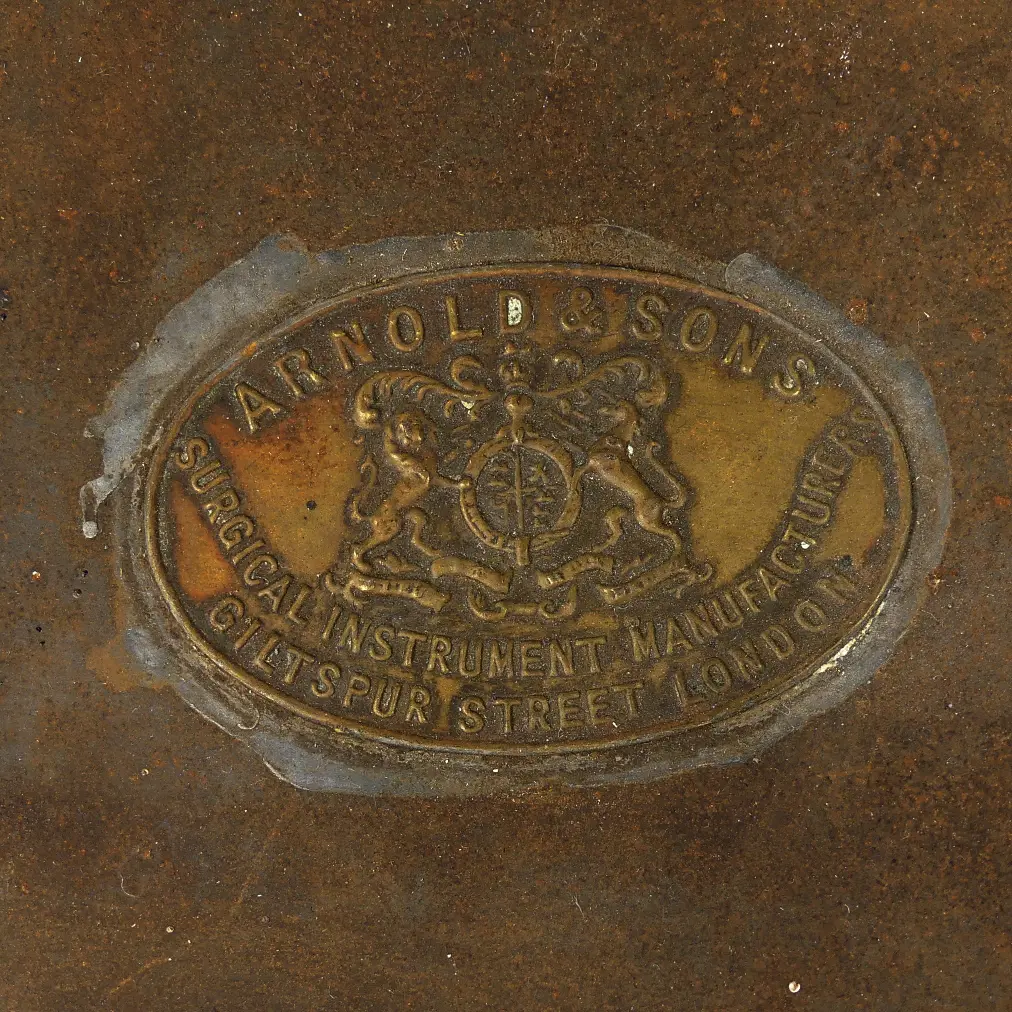 ARNOLD & SONS
SURGICAL INSTRUMENT MANUFACTURERS
GILTSPUR STREET LONDON